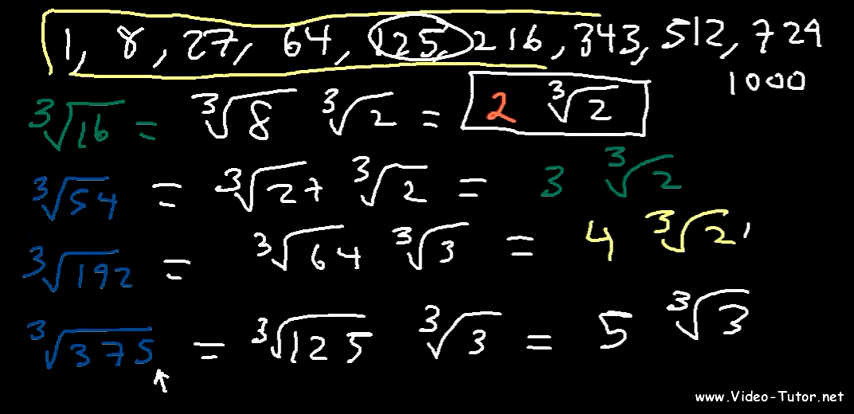 1, 8, 27, 64, 125, 216, 343, 512, 729
1000
∛16 = ∛8 ∛2 = 2 ∛2
∛54 = ∛27 ∛2 = 3 ∛2
∛192 = ∛64 ∛3 = 4 ∛2
∛375 = ∛125 ∛3 = 5 ∛3
www.Video-Tutor.net